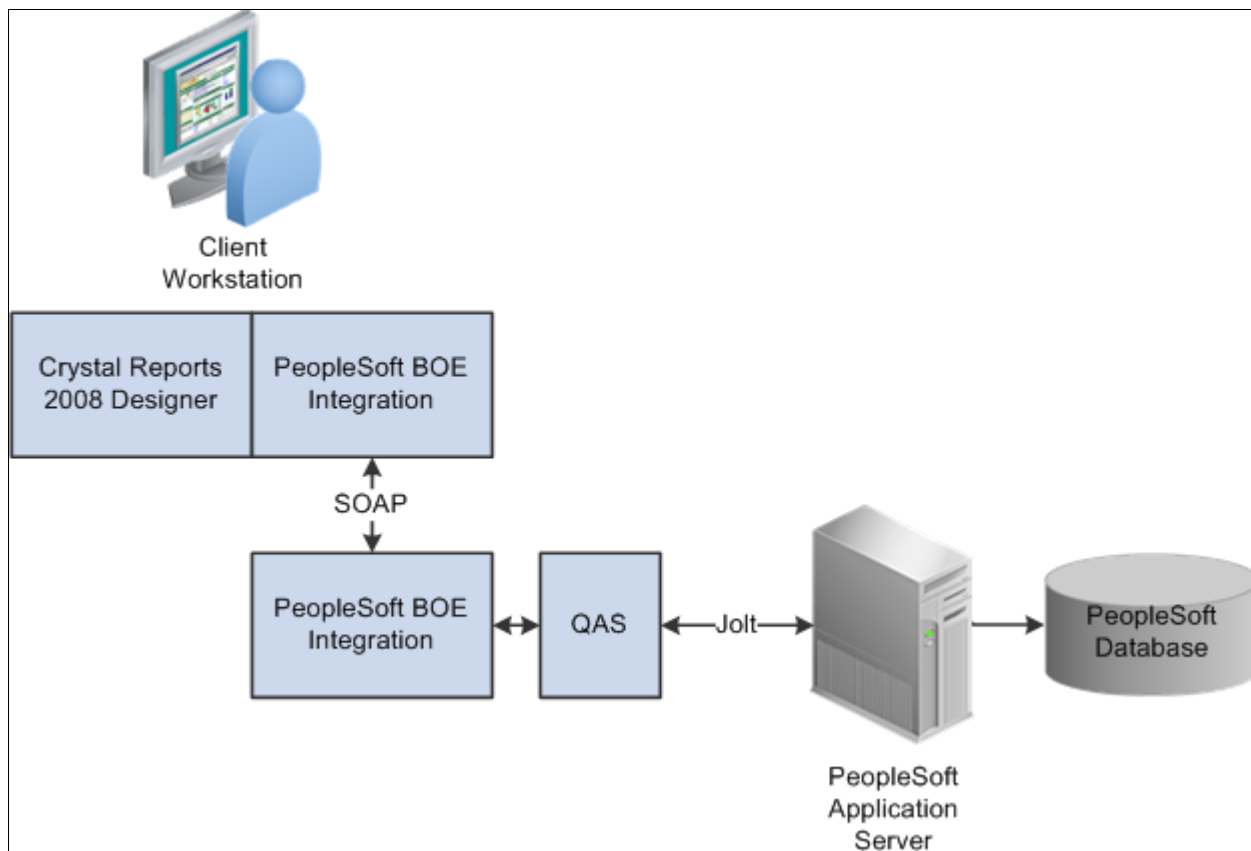 Client
Workstation
Crystal Reports
2008 Designer
PeopleSoft BOE
Integration
SOAP
PeopleSoft BOE
Integration
QAS
Jolt
PeopleSoft
Database
PeopleSoft
Application
Server